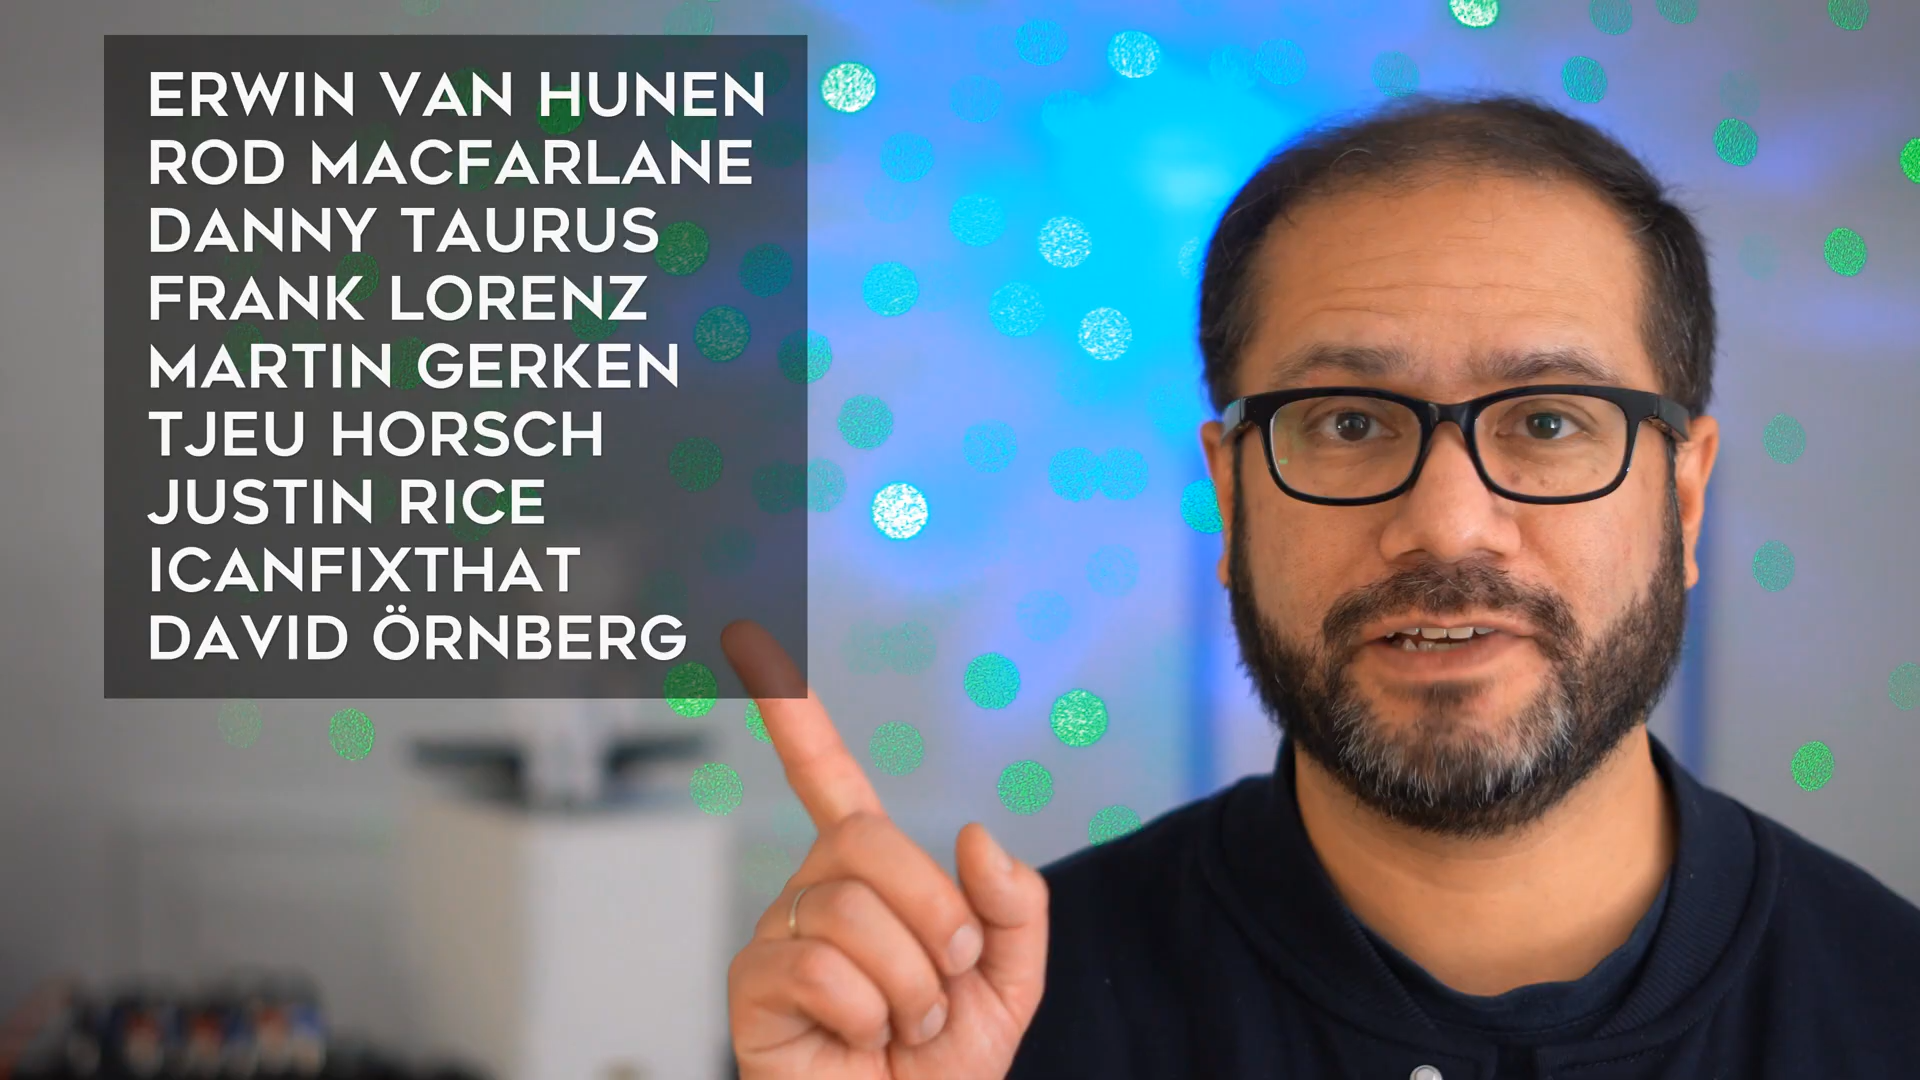 ERWIN VAN HUNEN
ROD MACFARLANE
DANNY TAURUS
FRANK LORENZ
MARTIN GERKEN
TJEU HORSCH
JUSTIN RICE
ICANFIXTHAT
DAVID ÖRNBERG